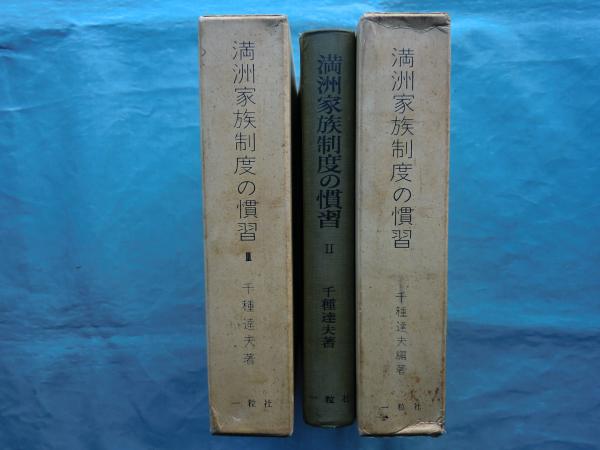 満洲家族制度の慣習 III
千種達夫著
一粒社
満洲家族制度の慣習 II
千種達夫著
一粒社
満洲家族制度の慣習
千種達夫編著
一粒社